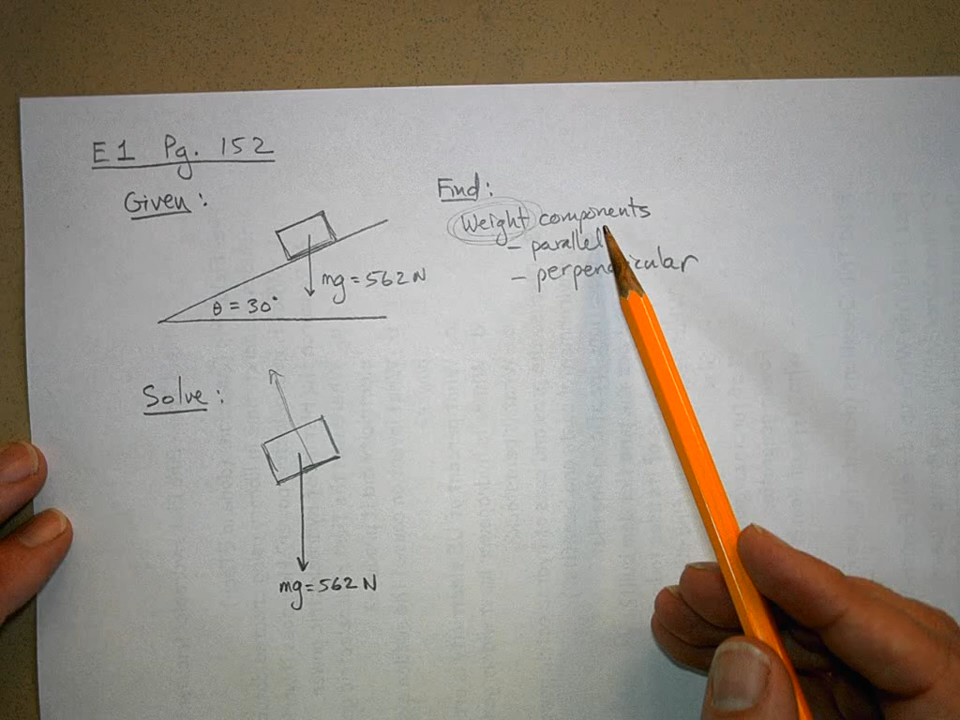 E1 Pg. 152
Given:
mg = 562 N
θ = 30°
Find:
Weight components
- parallel
- perpendicular
Solve:
mg = 562 N